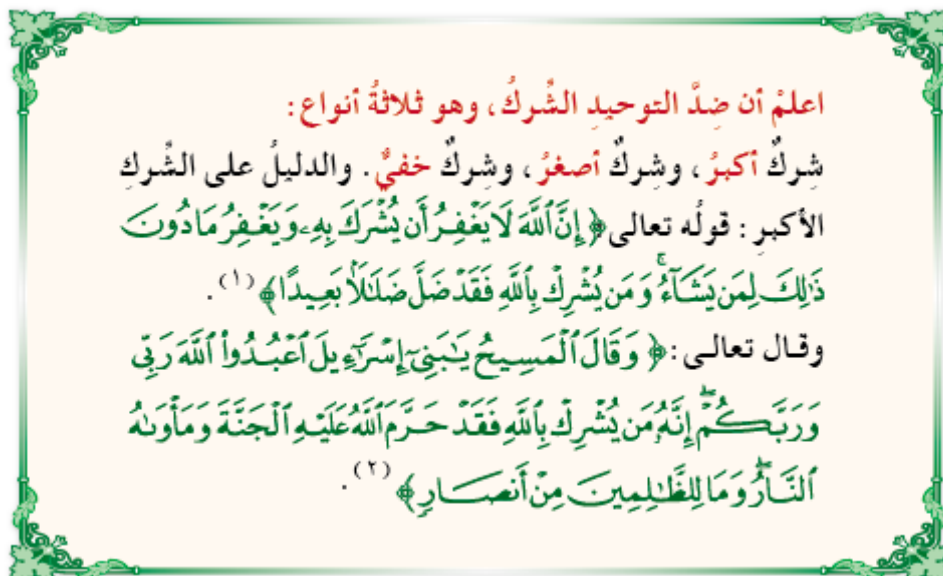 اعلمْ أن ضِدَّ التوحيدِ الشِّركُ، وهو ثلاثةُ أنواع:
شِركٌ أكبرُ، وشِركٌ أصغرُ، وشِركٌ خفيٌّ. والدليلُ على الشِّركِ
الأكبرِ: قولُه تعالى ﴿إِنَّ ٱللَّهَ لَا يَغْفِرُ أَن يُشْرَكَ بِهِۦ وَيَغْفِرُ مَا دُونَ
ذَٰلِكَ لِمَن يَشَآءُۚ وَمَن يُشْرِكْ بِٱللَّهِ فَقَدْ ضَلَّ ضَلَٰلًۢا بَعِيدًا﴾ (١).
وقال تعالى: ﴿وَقَالَ ٱلْمَسِيحُ يَٰبَنِىٓ إِسْرَٰٓءِيلَ ٱعْبُدُوا۟ ٱللَّهَ رَبِّى
وَرَبَّكُمْۖ إِنَّهُۥ مَن يُشْرِكْ بِٱللَّهِ فَقَدْ حَرَّمَ ٱللَّهُ عَلَيْهِ ٱلْجَنَّةَ وَمَأْوَىٰهُ
ٱلنَّارُۖ وَمَا لِلظَّٰلِمِينَ مِنْ أَنصَارٍ﴾ (٢).